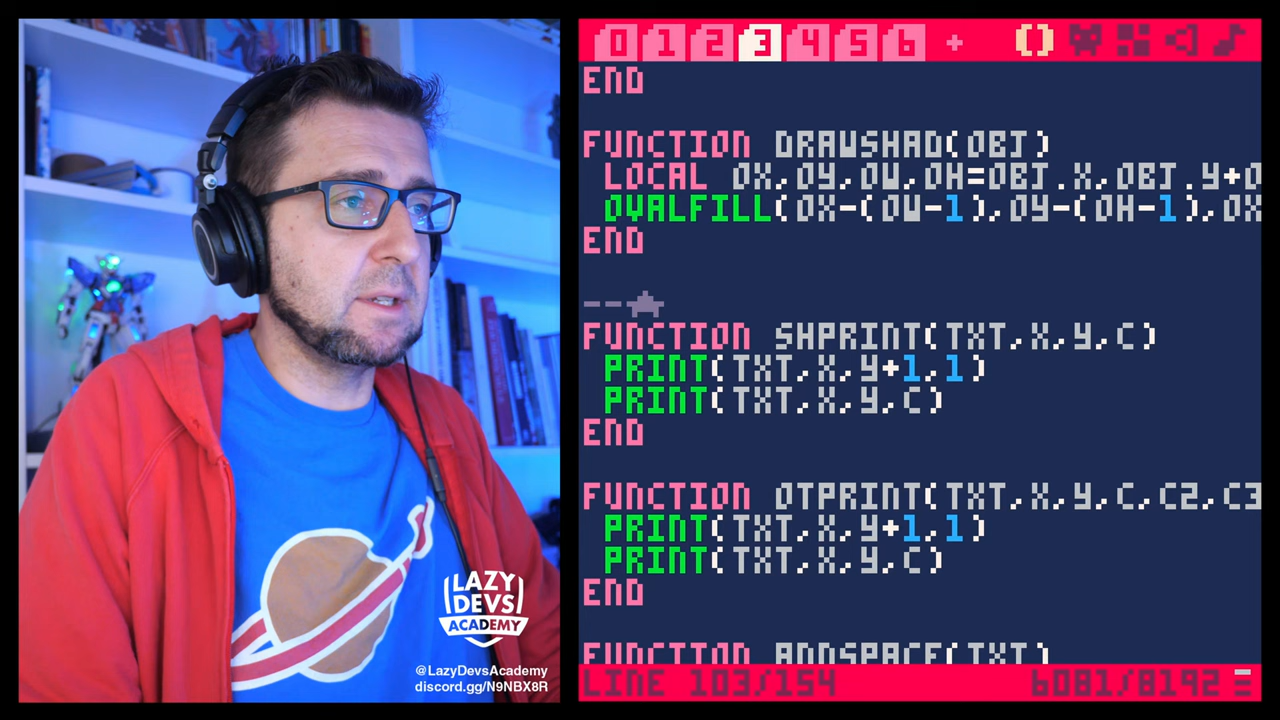 LAZY
DEVS
ACADEMY
@LazyDevsAcademy
discord.gg/N9NBX8R
0 1 2 3 4 5 6 +
END
FUNCTION DRAWSHAD(OBJ)
LOCAL OX,OY,OW,OH=OBJ.X,OBJ.Y+O
OVALFILL(OX-(OW-1),OY-(OH-1),OX
END
--
FUNCTION SHPRINT(TXT,X,Y,C)
PRINT(TXT,X,Y+1,1)
PRINT(TXT,X,Y,C)
END
FUNCTION OTPRINT(TXT,X,Y,C,C2,C3
PRINT(TXT,X,Y+1,1)
PRINT(TXT,X,Y,C)
END
FUNCTION ADDSPACE(TXT)
LINE 103/154
6081/8192